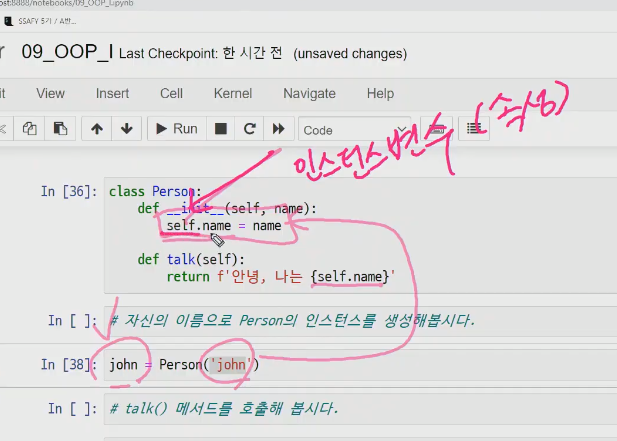 ost:8888/notebooks/09_OOP_I.ipynb
SSAFY 5기 / A반...
09_OOP_I Last Checkpoint: 한 시간 전 (unsaved changes)
View Insert Cell Kernel Navigate Help
Run Code
인스턴스변수 (속성)
In [36]: class Person:
def __init__(self, name):
self.name = name
def talk(self):
return f'안녕, 나는 {self.name}'
In [ ]: # 자신의 이름으로 Person의 인스턴스를 생성해봅시다.
In [38]: john = Person('john')
In [ ]: # talk() 메서드를 호출해 봅시다.